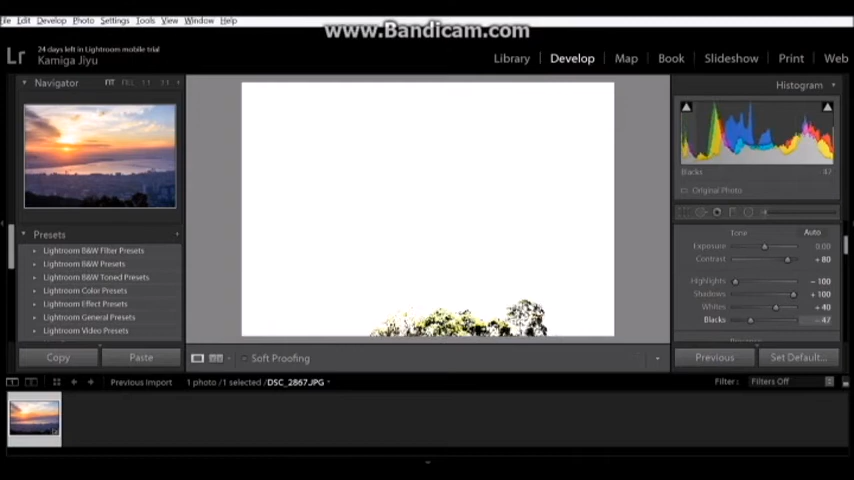 www.Bandicam.com
File Edit Develop Photo Settings Tools View Window Help
Lr
24 days left in Lightroom mobile trial
Kamiga Jiyu
Library
Develop
Map
Book
Slideshow
Print
Web
Navigator
FIT
Histogram
Blacks 47
Original Photo
Presets
Lightroom B&W Filter Presets
Lightroom B&W Presets
Lightroom B&W Toned Presets
Lightroom Color Presets
Lightroom Effect Presets
Lightroom General Presets
Lightroom Video Presets
Tone Auto
Exposure 0.00
Contrast + 80
Highlights − 100
Shadows + 100
Whites + 40
Blacks − 47
Copy
Paste
Soft Proofing
Previous
Set Default...
1 2
Previous Import
1 photo / 1 selected / DSC_2867.JPG
Filter : Filters Off